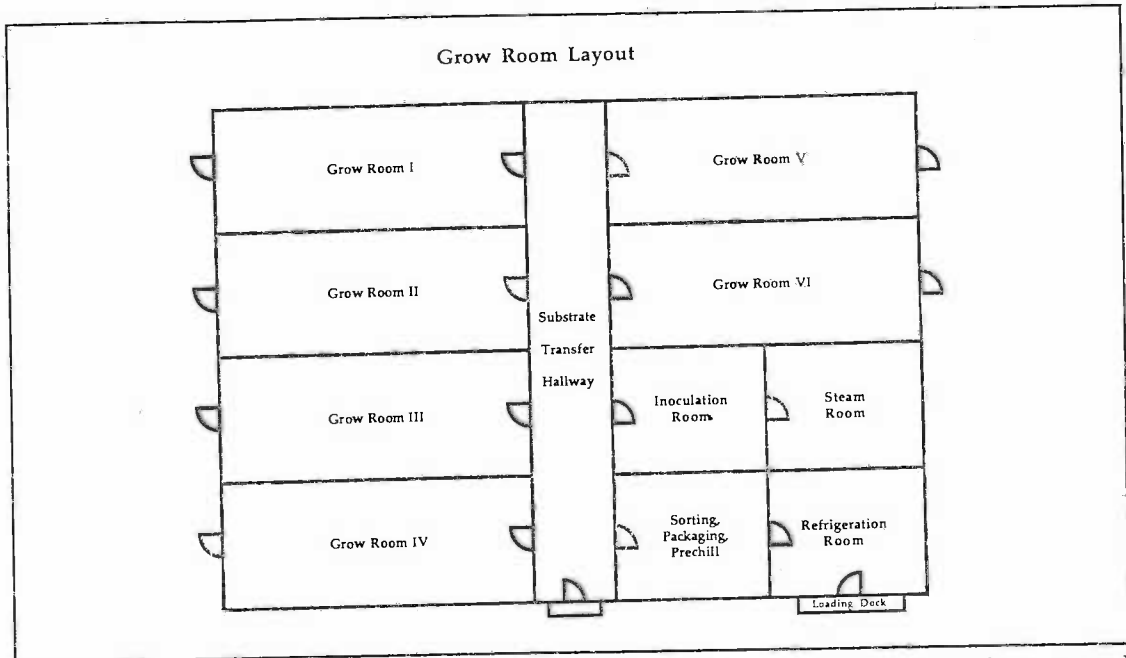 Grow Room Layout
Grow Room I
Grow Room V
Grow Room II
Grow Room VI
Substrate
Transfer
Hallway
Grow Room III
Inoculation
Room
Steam
Room
Grow Room IV
Sorting,
Packaging,
Prechill
Refrigeration
Room
Loading Dock